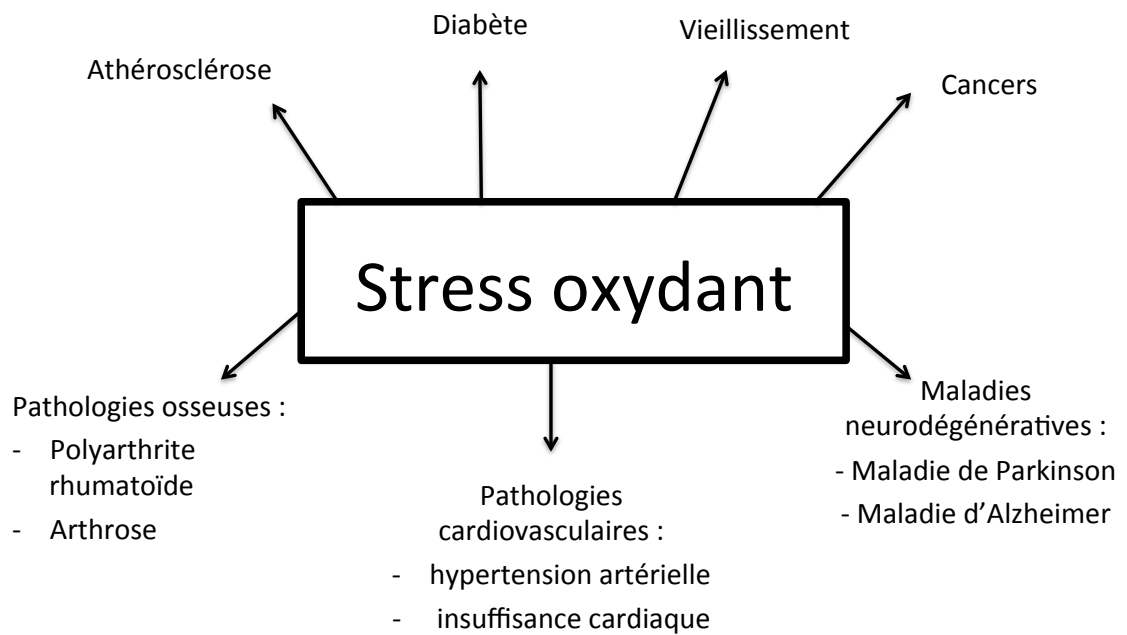 Diabète
Vieillissement
Athérosclérose
Cancers
Stress oxydant
Pathologies osseuses :
- Polyarthrite
rhumatoïde
- Arthrose
Pathologies
cardiovasculaires :
- hypertension artérielle
- insuffisance cardiaque
Maladies
neurodégénératives :
- Maladie de Parkinson
- Maladie d’Alzheimer